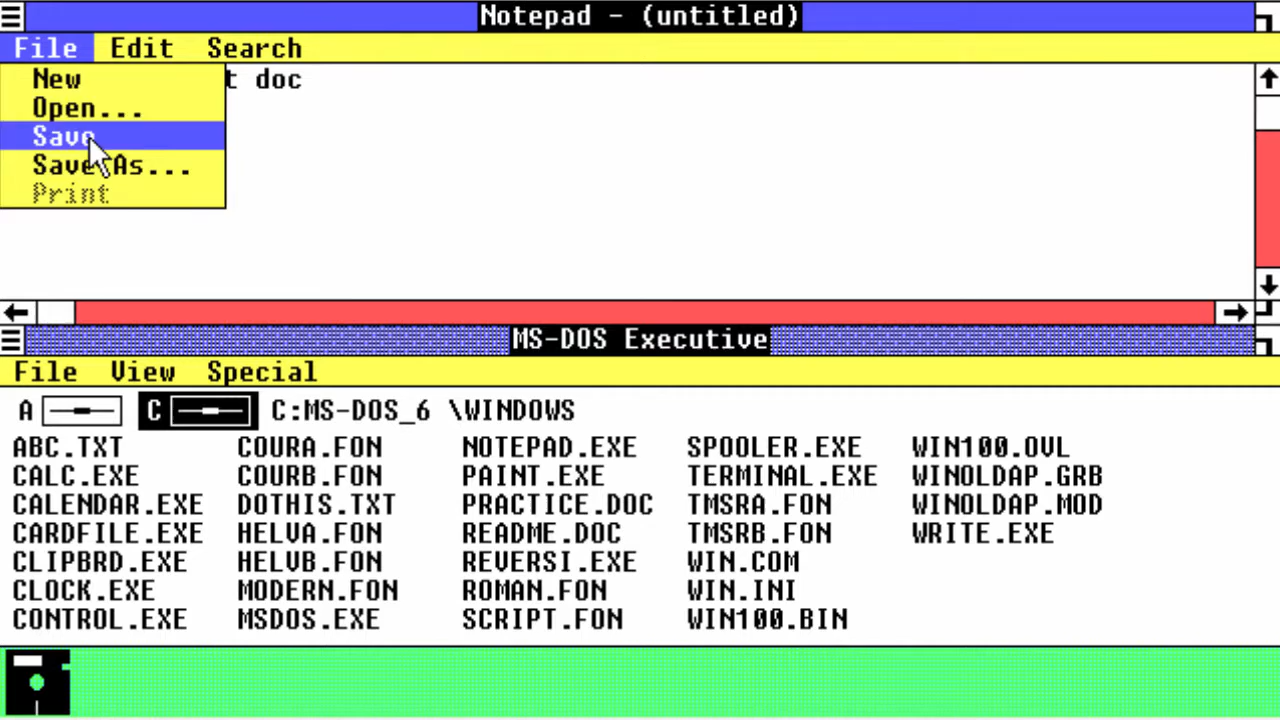 Notepad - (untitled)
File Edit Search
New
t doc
Open...
Save
Save As...
Print
MS-DOS Executive
File View Special
A C C:MS-DOS_6 \WINDOWS
ABC.TXT COURA.FON NOTEPAD.EXE SPOOLER.EXE WIN100.OVL
CALC.EXE COURB.FON PAINT.EXE TERMINAL.EXE WINOLDAP.GRB
CALENDAR.EXE DOTHIS.TXT PRACTICE.DOC TMSRA.FON WINOLDAP.MOD
CARDFILE.EXE HELVA.FON README.DOC TMSRB.FON WRITE.EXE
CLIPBRD.EXE HELVB.FON REVERSI.EXE WIN.COM
CLOCK.EXE MODERN.FON ROMAN.FON WIN.INI
CONTROL.EXE MSDOS.EXE SCRIPT.FON WIN100.BIN